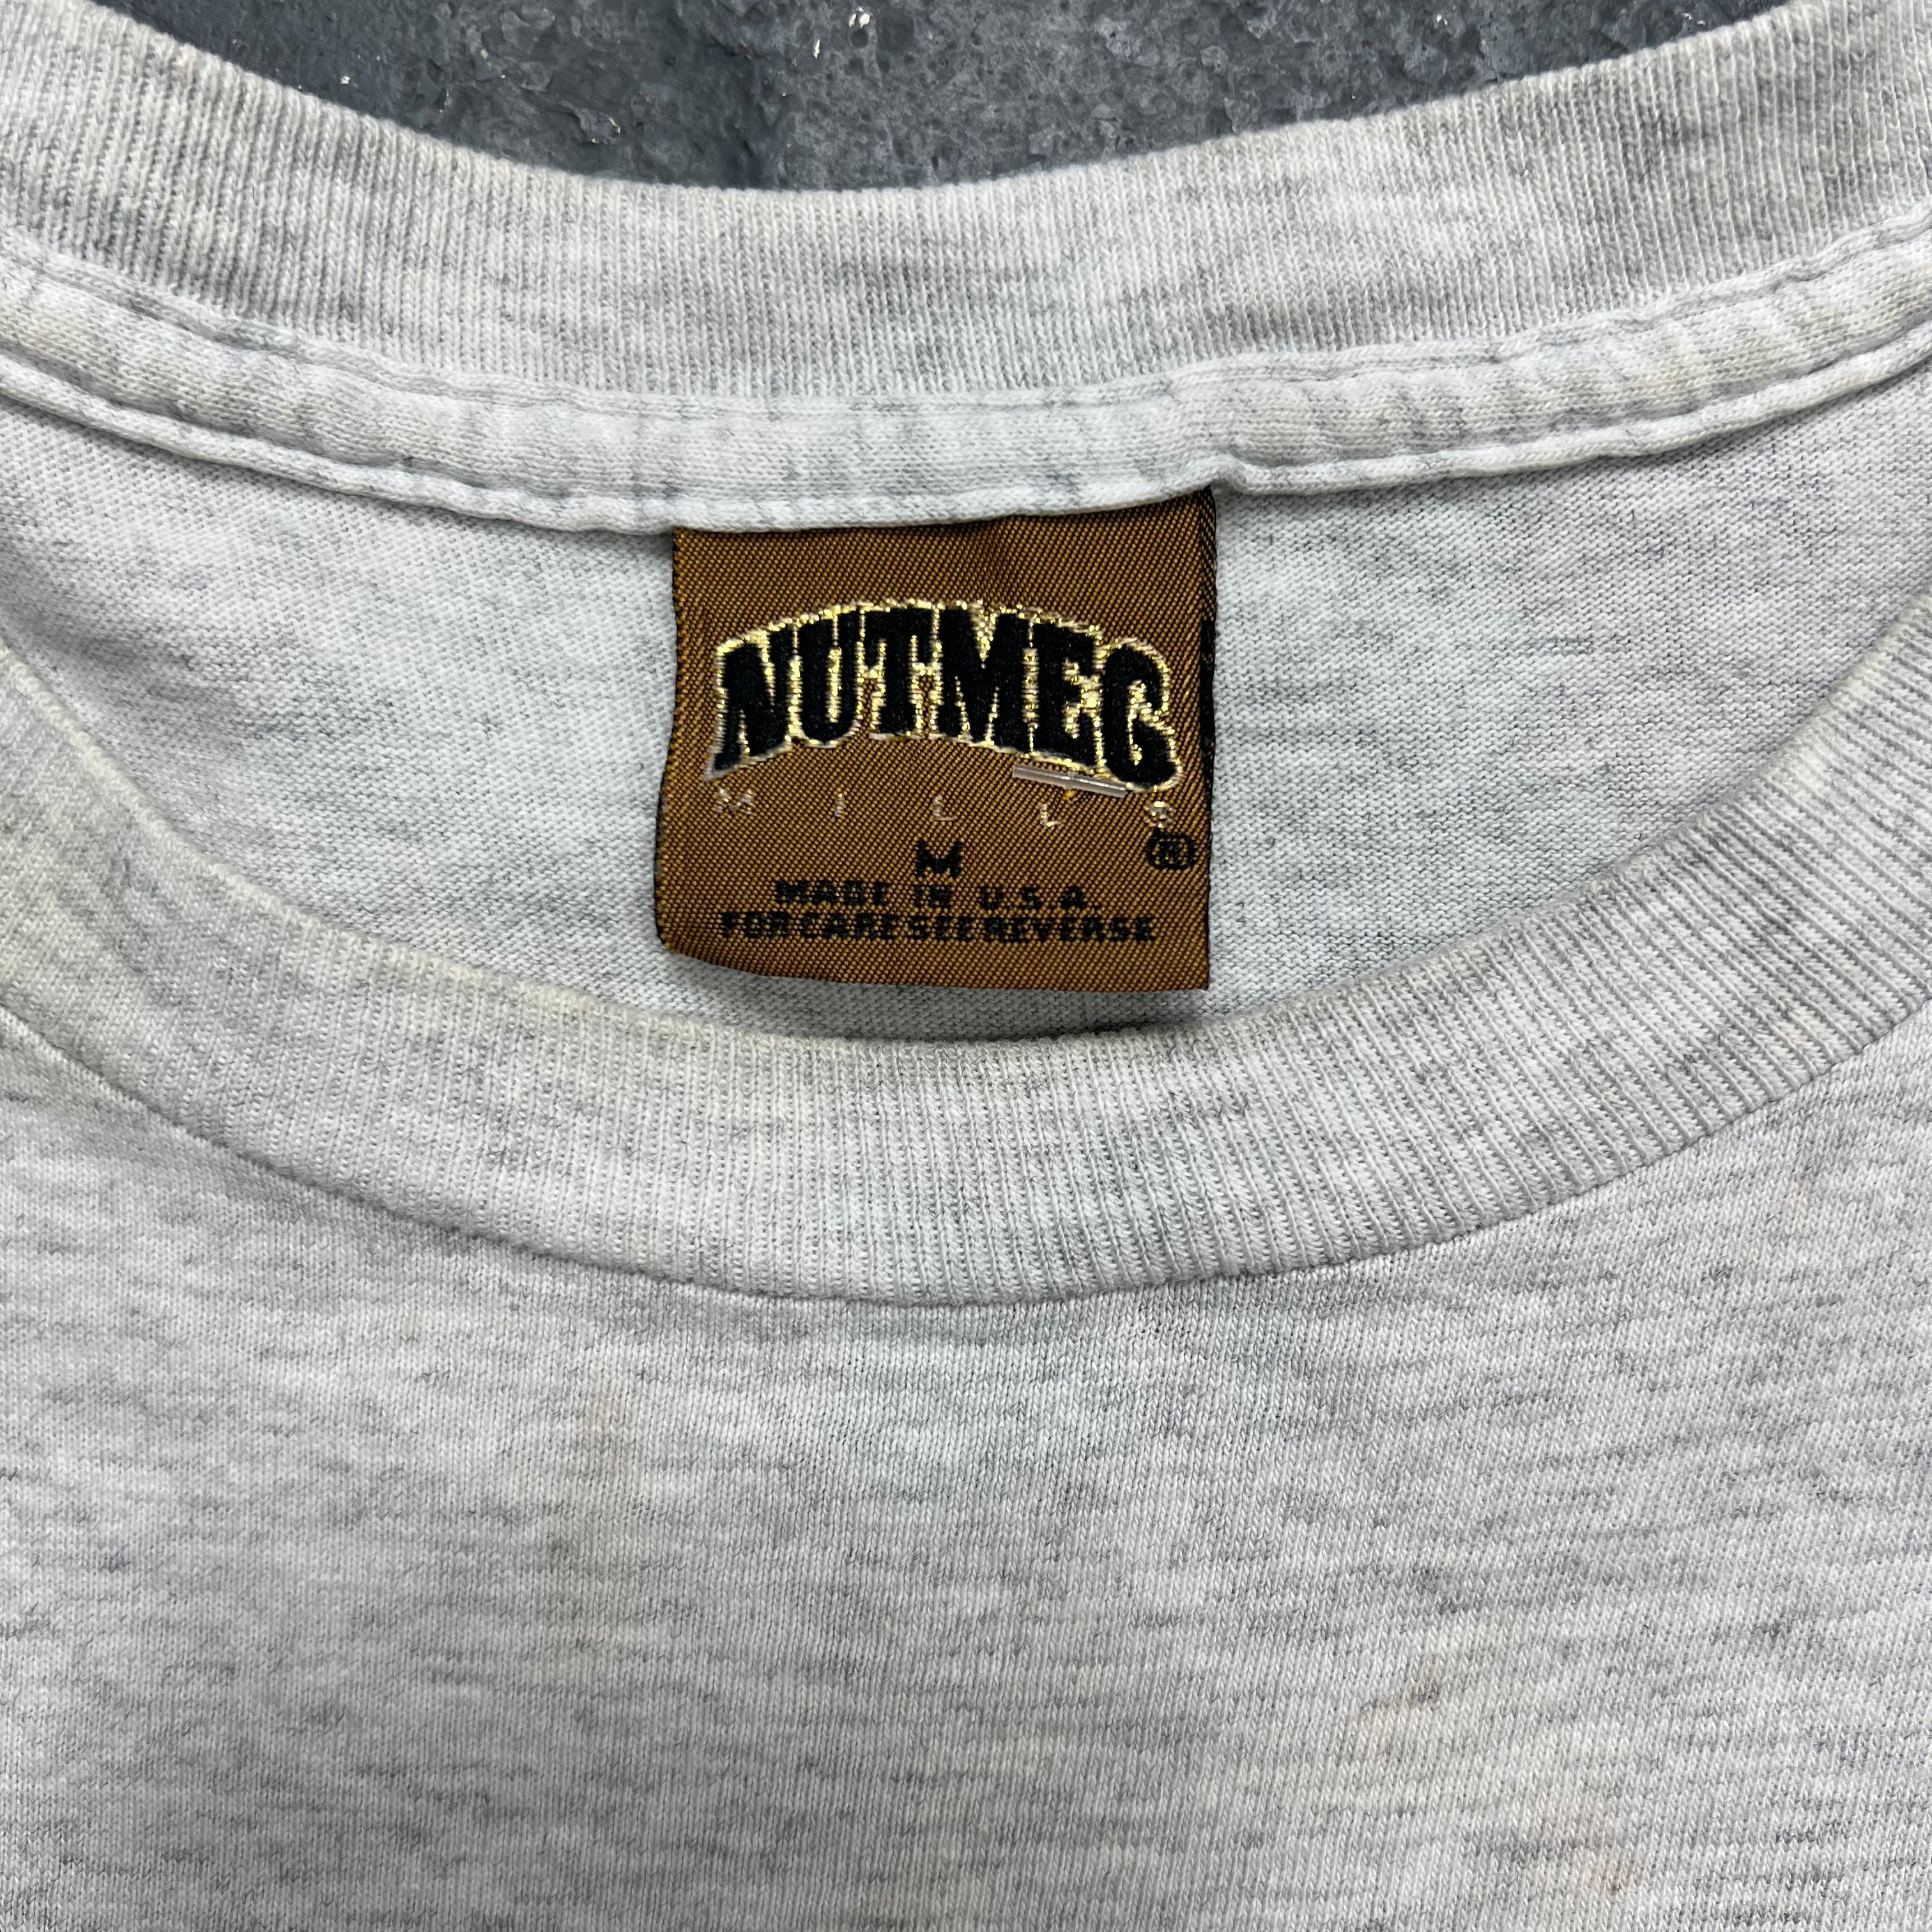 NUTMEG
MILLS
M ®
MADE IN U.S.A.
FOR CARE SEE REVERSE